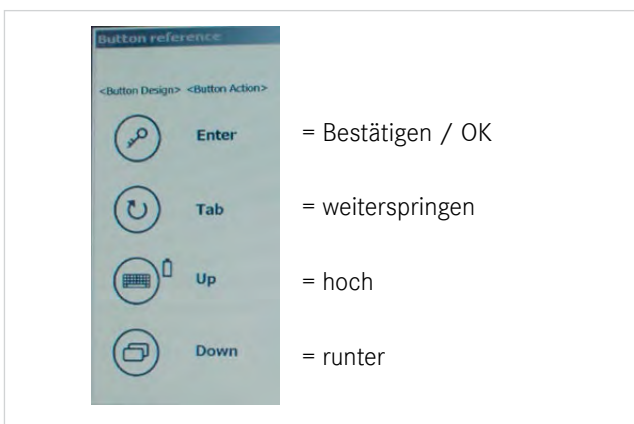 Button reference
<Button Design> <Button Action>
Enter = Bestätigen / OK
Tab = weiterspringen
Up = hoch
Down = runter